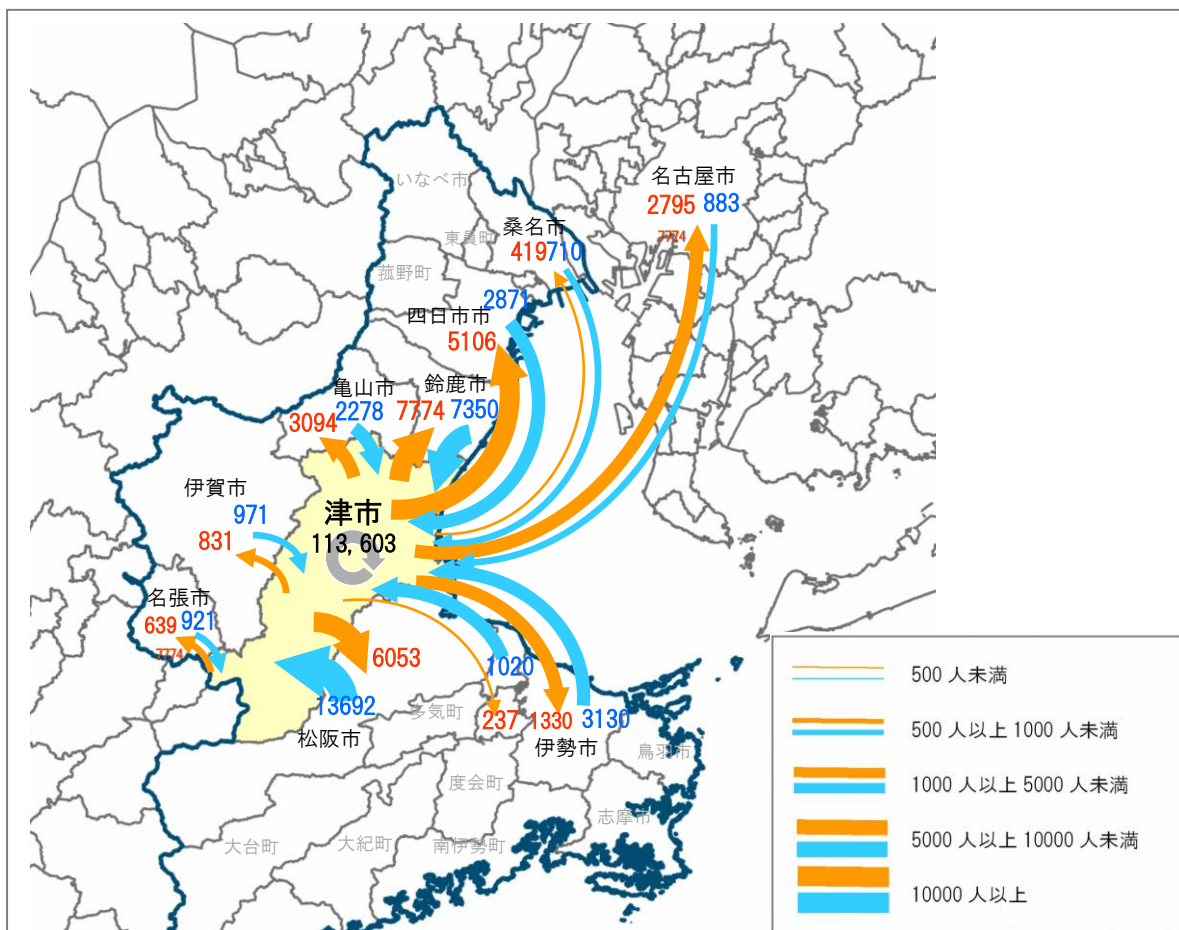 名古屋市
2795 883
7774
いなべ市
桑名市
419 710
東員町
菰野町
2871
四日市市
5106
亀山市
鈴鹿市
3094 2278 7774 7350
伊賀市
971
831
津市
113,603
名張市
639 921
7774
6053
1020
13692
多気町
237 1330 3130
松阪市
伊勢市
鳥羽市
度会町
志摩市
大台町
大紀町
南伊勢町
500 人未満
500 人以上 1000 人未満
1000 人以上 5000 人未満
5000 人以上 10000 人未満
10000 人以上